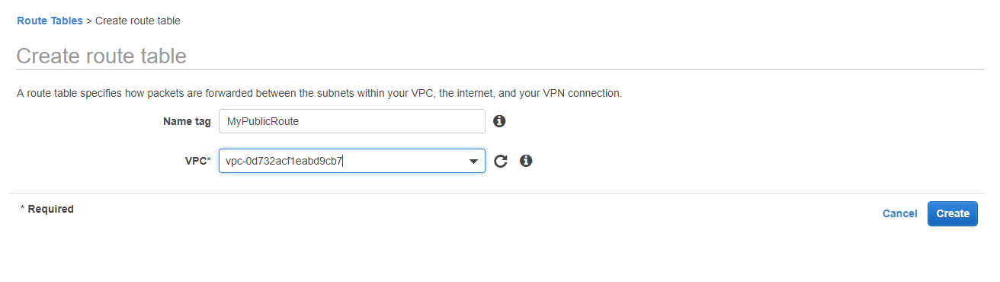 Route Tables > Create route table
Create route table
A route table specifies how packets are forwarded between the subnets within your VPC, the internet, and your VPN connection.
Name tag MyPublicRoute
VPC* vpc-0d732acf1eabd9cb7
* Required
Cancel Create